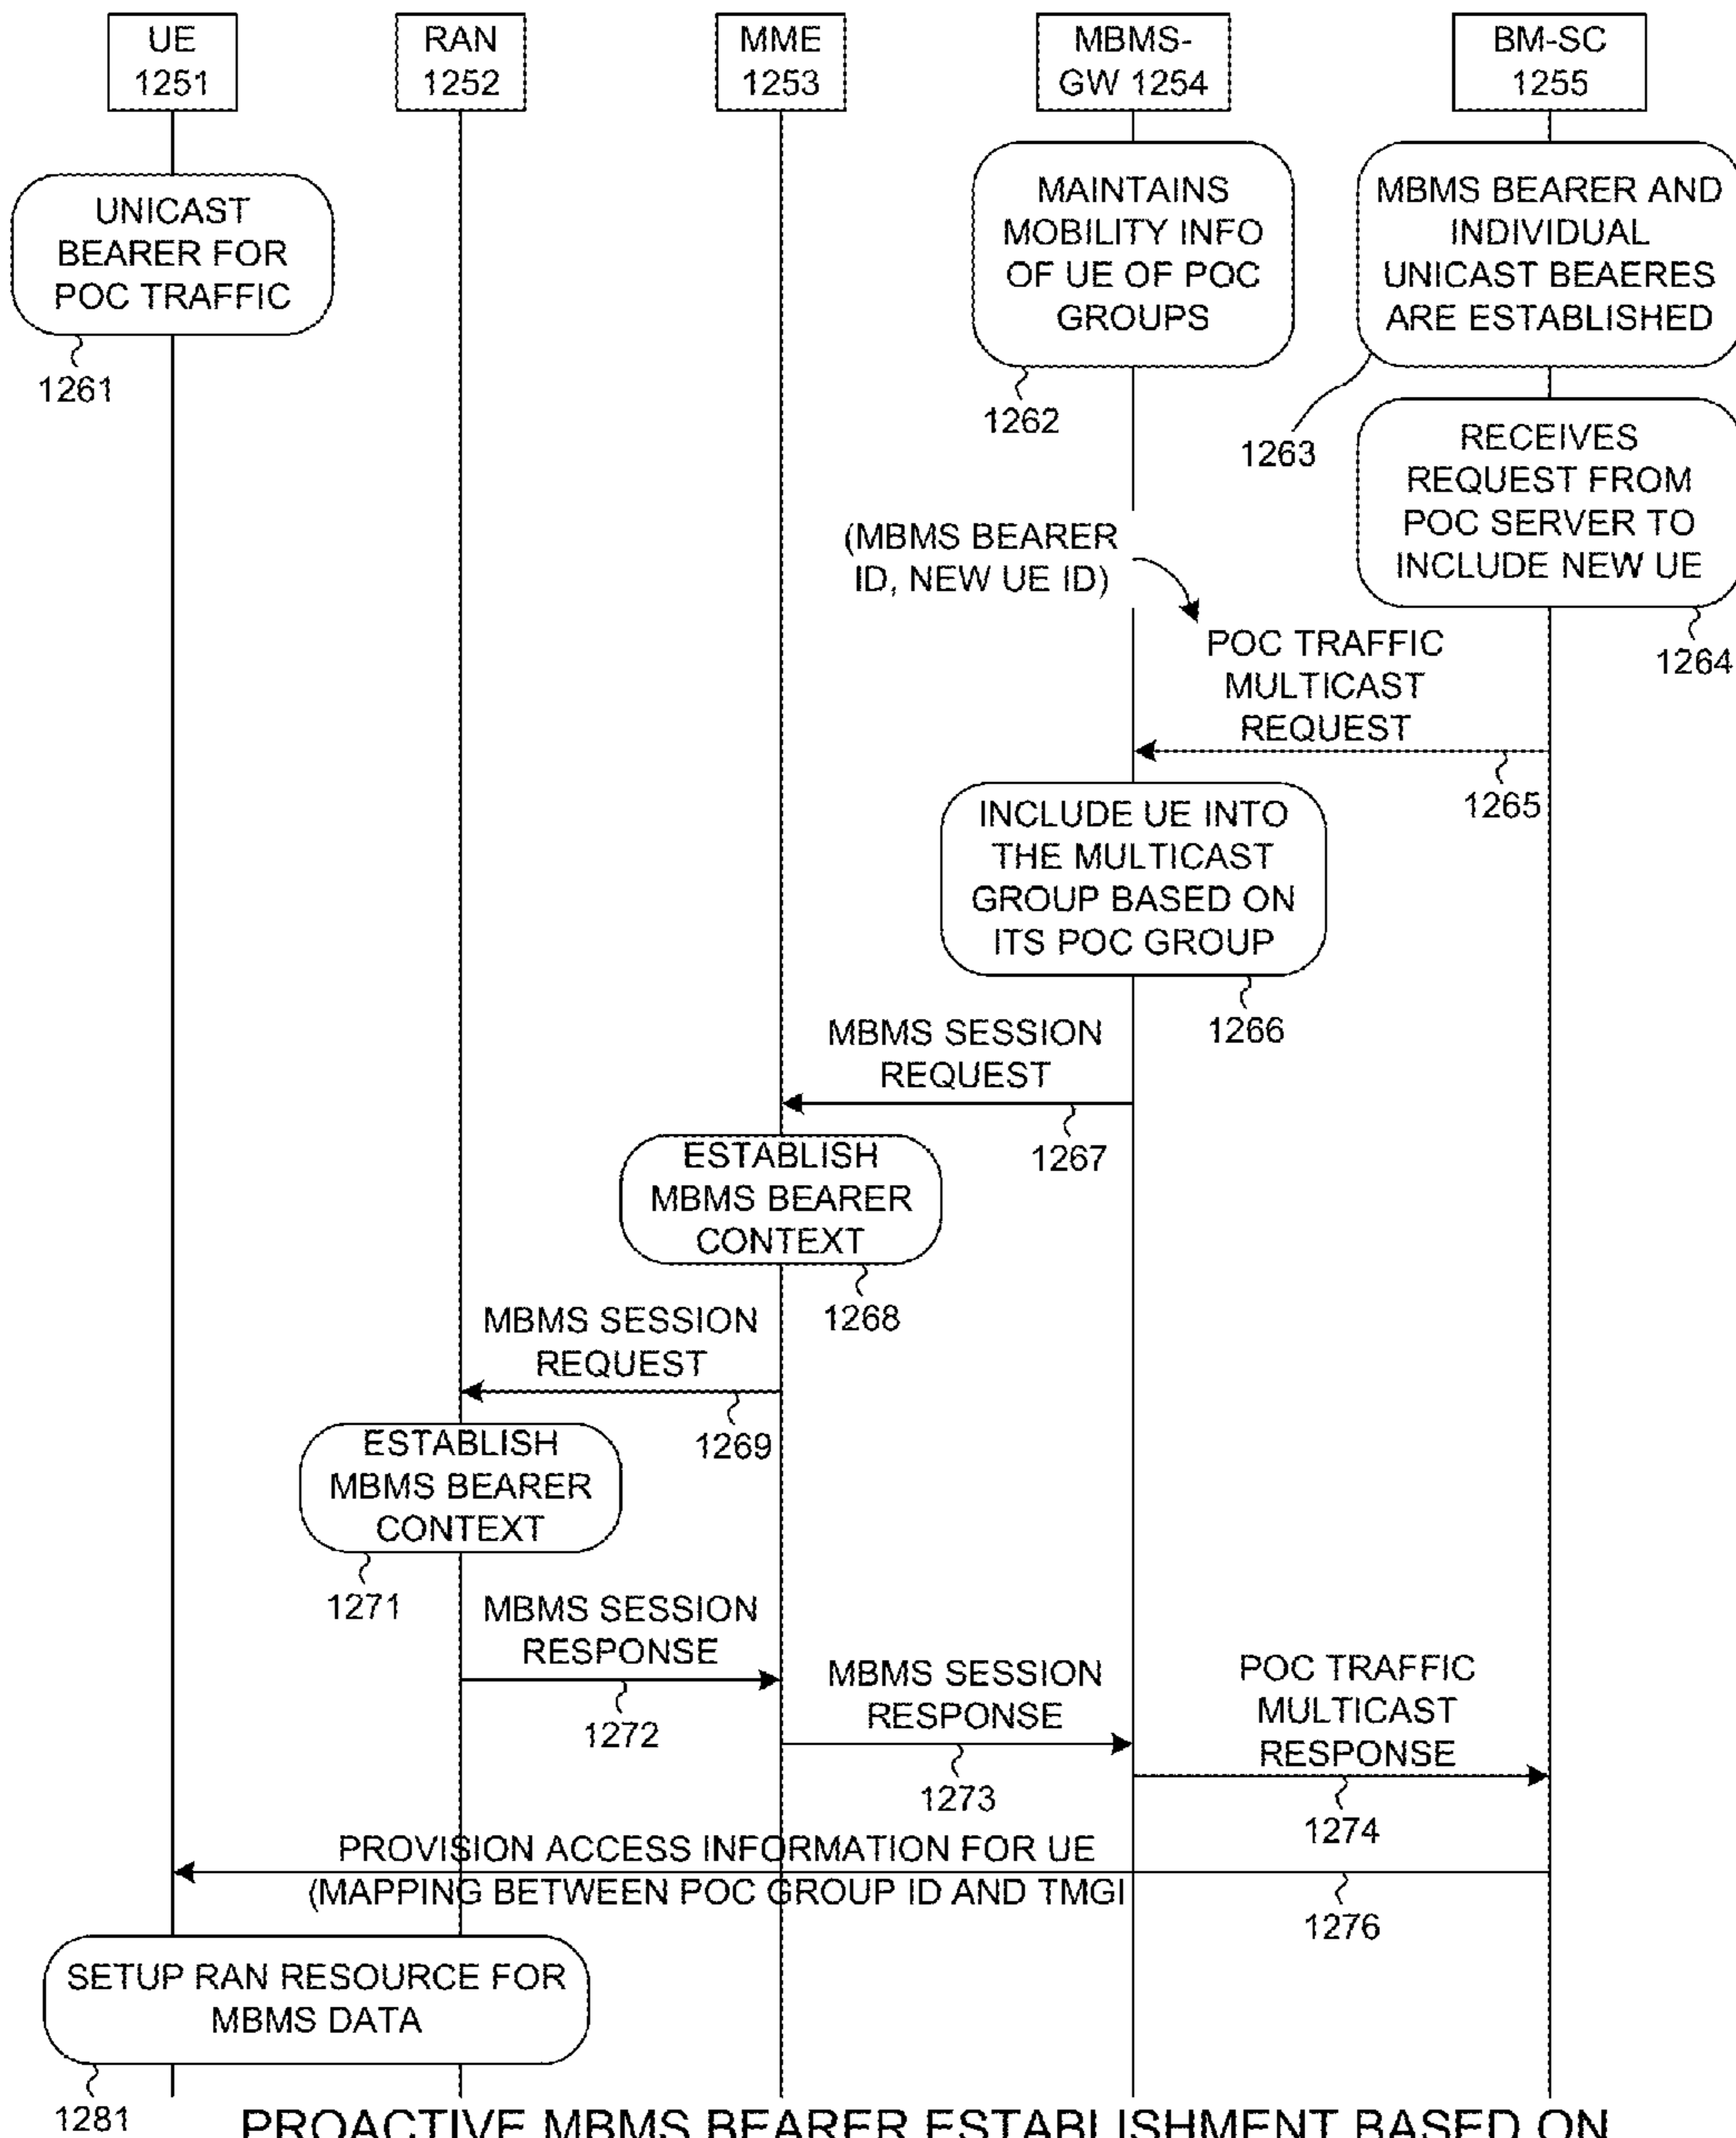 UE
1251
RAN
1252
MME
1253
MBMS-
GW 1254
BM-SC
1255
UNICAST
BEARER FOR
POC TRAFFIC
1261
MAINTAINS
MOBILITY INFO
OF UE OF POC
GROUPS
1262
MBMS BEARER AND
INDIVIDUAL
UNICAST BEAERES
ARE ESTABLISHED
1263
RECEIVES
REQUEST FROM
POC SERVER TO
INCLUDE NEW UE
1264
(MBMS BEARER
ID, NEW UE ID)
POC TRAFFIC
MULTICAST
REQUEST
1265
INCLUDE UE INTO
THE MULTICAST
GROUP BASED ON
ITS POC GROUP
1266
MBMS SESSION
REQUEST
1267
ESTABLISH
MBMS BEARER
CONTEXT
1268
MBMS SESSION
REQUEST
1269
ESTABLISH
MBMS BEARER
CONTEXT
1271
MBMS SESSION
RESPONSE
1272
MBMS SESSION
RESPONSE
1273
POC TRAFFIC
MULTICAST
RESPONSE
1274
PROVISION ACCESS INFORMATION FOR UE
(MAPPING BETWEEN POC GROUP ID AND TMGI
1276
SETUP RAN RESOURCE FOR
MBMS DATA
1281
PROACTIVE MBMS BEARER ESTABLISHMENT BASED ON